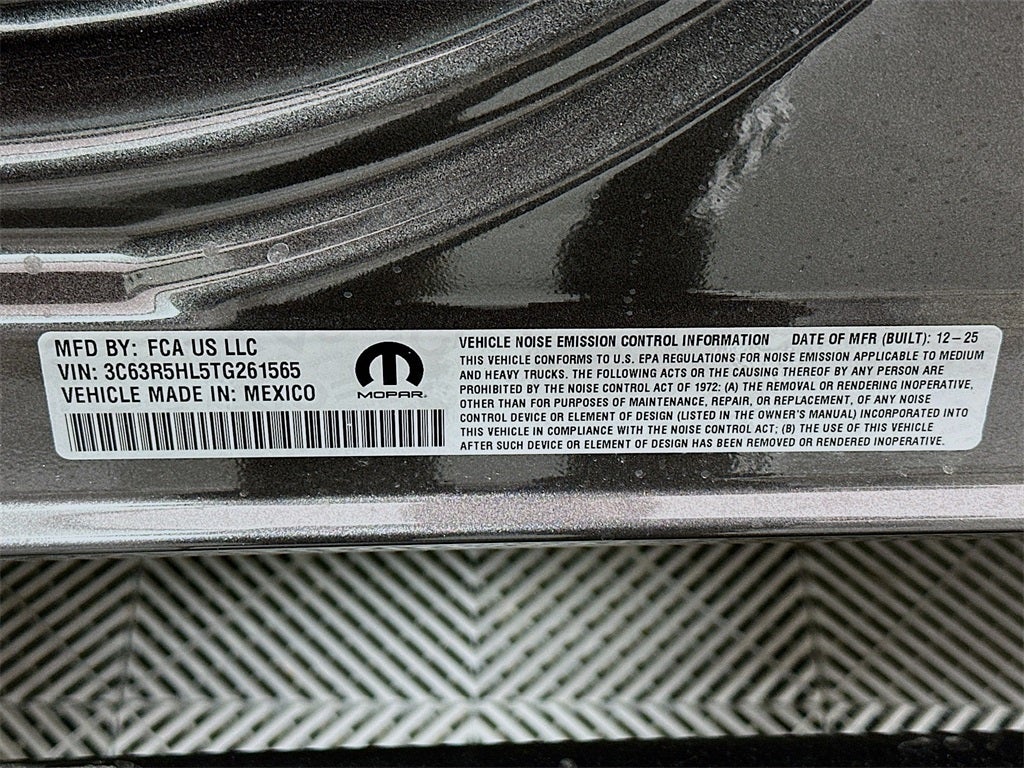 MFD BY: FCA US LLC
VIN: 3C63R5HL5TG261565
VEHICLE MADE IN: MEXICO
MOPAR
VEHICLE NOISE EMISSION CONTROL INFORMATION DATE OF MFR (BUILT): 12-25
THIS VEHICLE CONFORMS TO U.S. EPA REGULATIONS FOR NOISE EMISSION APPLICABLE TO MEDIUM
AND HEAVY TRUCKS. THE FOLLOWING ACTS OR THE CAUSING THEREOF BY ANY PERSON ARE
PROHIBITED BY THE NOISE CONTROL ACT OF 1972: (A) THE REMOVAL OR RENDERING INOPERATIVE,
OTHER THAN FOR PURPOSES OF MAINTENANCE, REPAIR, OR REPLACEMENT, OF ANY NOISE
CONTROL DEVICE OR ELEMENT OF DESIGN (LISTED IN THE OWNER'S MANUAL) INCORPORATED INTO
THIS VEHICLE IN COMPLIANCE WITH THE NOISE CONTROL ACT; (B) THE USE OF THIS VEHICLE
AFTER SUCH DEVICE OR ELEMENT OF DESIGN HAS BEEN REMOVED OR RENDERED INOPERATIVE.